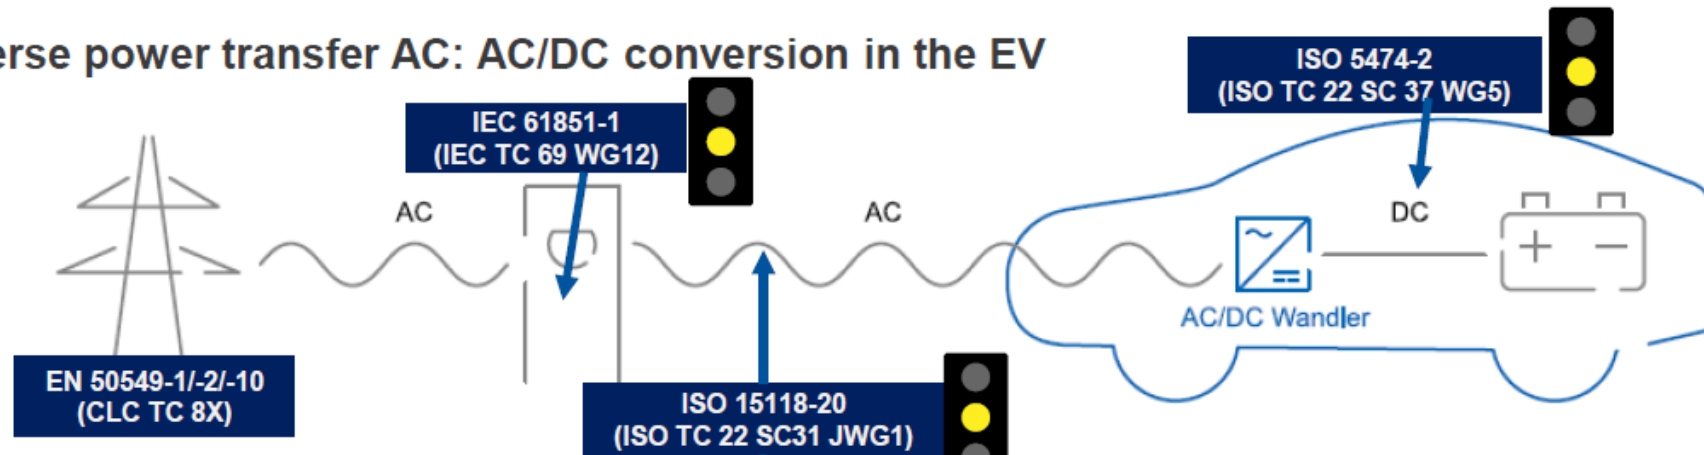 erse power transfer AC: AC/DC conversion in the EV
ISO 5474-2
(ISO TC 22 SC 37 WG5)
IEC 61851-1
(IEC TC 69 WG12)
AC
AC
DC
AC/DC Wandler
EN 50549-1/-2/-10
(CLC TC 8X)
ISO 15118-20
(ISO TC 22 SC31 JWG1)